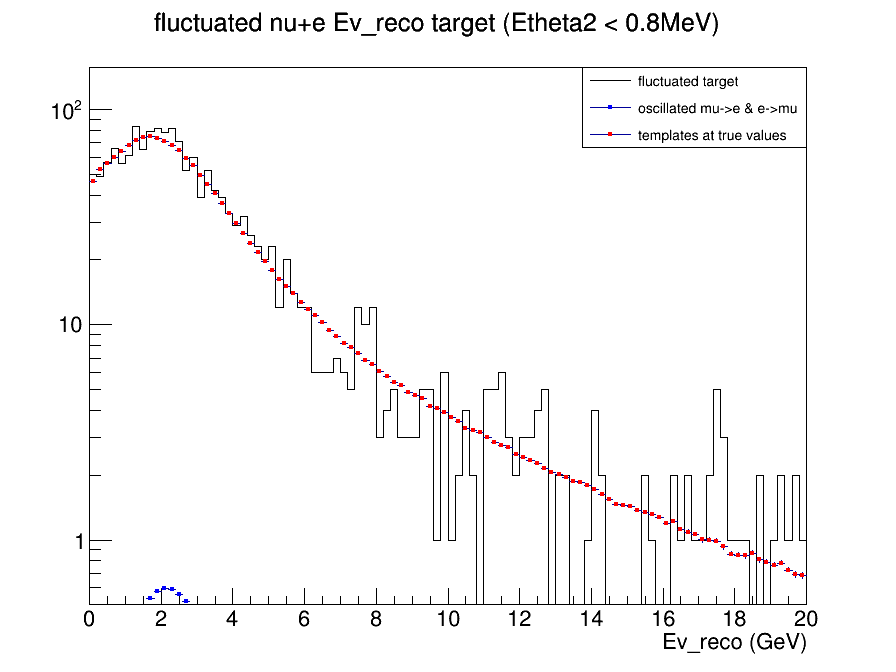 fluctuated nu+e Ev_reco target (Etheta2 < 0.8MeV)
fluctuated target
oscillated mu->e & e->mu
templates at true values
10²
10
1
0 2 4 6 8 10 12 14 16 18 20
Ev_reco (GeV)